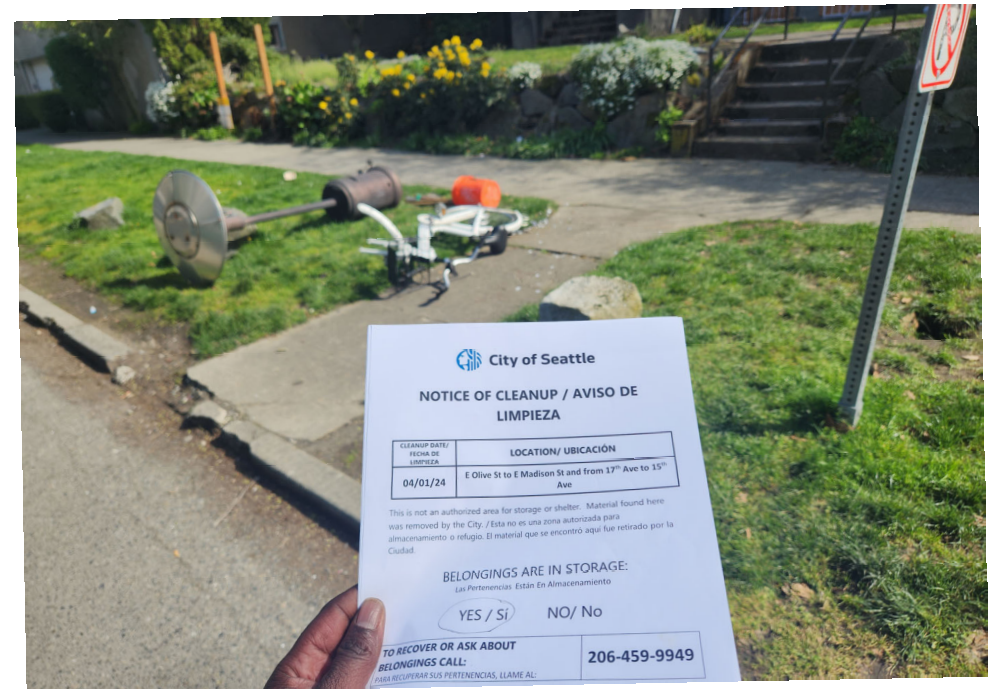 City of Seattle
NOTICE OF CLEANUP / AVISO DE
LIMPIEZA
CLEANUP DATE/
FECHA DE
LIMPIEZA
LOCATION/ UBICACIÓN
04/01/24
E Olive St to E Madison St and from 17th Ave to 15th
Ave
This is not an authorized area for storage or shelter. Material found here
was removed by the City. / Esta no es una zona autorizada para
almacenamiento o refugio. El material que se encontró aquí fue retirado por la
Ciudad.
BELONGINGS ARE IN STORAGE:
Las Pertenencias Están En Almacenamiento
YES / Sí NO/ No
TO RECOVER OR ASK ABOUT
BELONGINGS CALL:
PARA RECUPERAR SUS PERTENENCIAS, LLAME AL:
206-459-9949